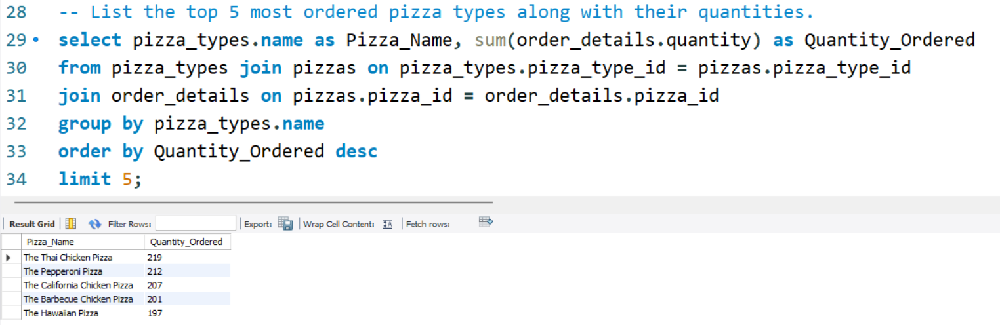 28 -- List the top 5 most ordered pizza types along with their quantities.
29 select pizza_types.name as Pizza_Name, sum(order_details.quantity) as Quantity_Ordered
30 from pizza_types join pizzas on pizza_types.pizza_type_id = pizzas.pizza_type_id
31 join order_details on pizzas.pizza_id = order_details.pizza_id
32 group by pizza_types.name
33 order by Quantity_Ordered desc
34 limit 5;
Result Grid Filter Rows: Export: Wrap Cell Content: IA Fetch rows:
Pizza_Name Quantity_Ordered
The Thai Chicken Pizza 219
The Pepperoni Pizza 212
The California Chicken Pizza 207
The Barbecue Chicken Pizza 201
The Hawaiian Pizza 197